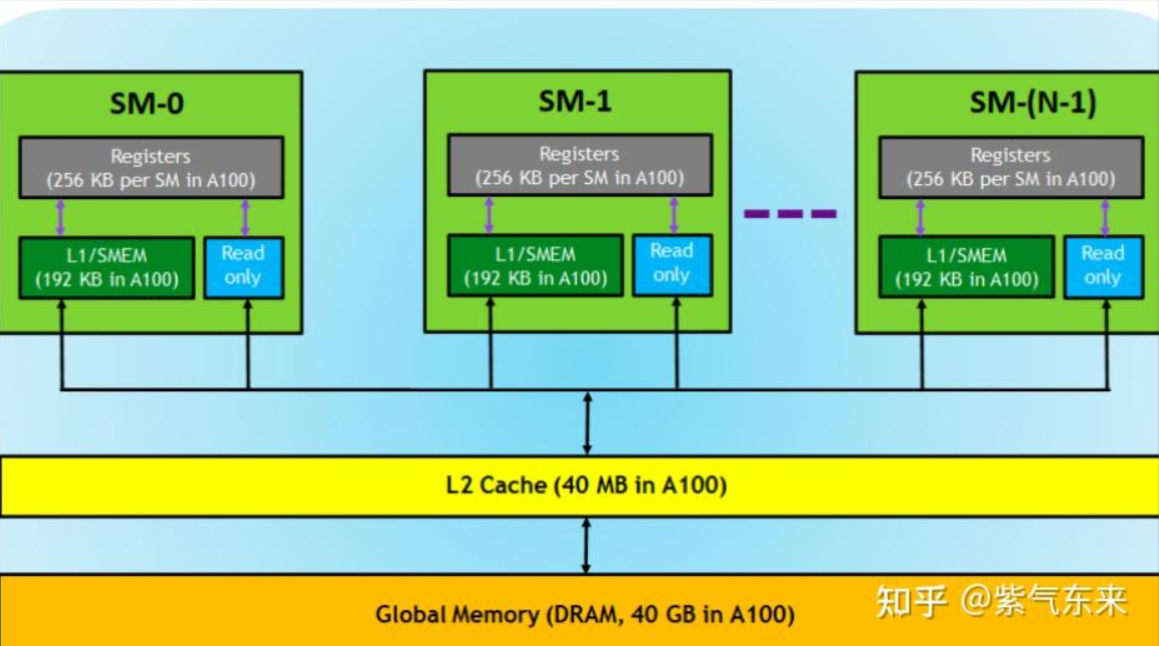 SM-0
SM-1
SM-(N-1)
Registers
(256 KB per SM in A100)
Registers
(256 KB per SM in A100)
Registers
(256 KB per SM in A100)
L1/SMEM
(192 KB in A100)
Read
only
L1/SMEM
(192 KB in A100)
Read
only
L1/SMEM
(192 KB in A100)
Read
only
L2 Cache (40 MB in A100)
Global Memory (DRAM, 40 GB in A100)
知乎 @紫气东来